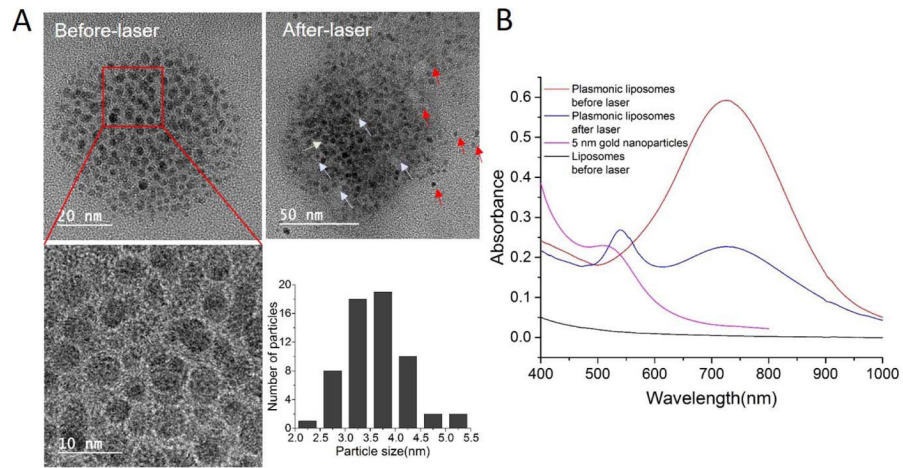 A
Before-laser
After-laser
20 nm
50 nm
10 nm
Number of particles
20
16
12
8
4
0
2.0 2.5 3.0 3.5 4.0 4.5 5.0 5.5
Particle size(nm)
B
Plasmonic liposomes
before laser
Plasmonic liposomes
after laser
5 nm gold nanoparticles
Liposomes
before laser
Absorbance
0.6
0.5
0.4
0.3
0.2
0.1
0.0
400 500 600 700 800 900 1000
Wavelength(nm)